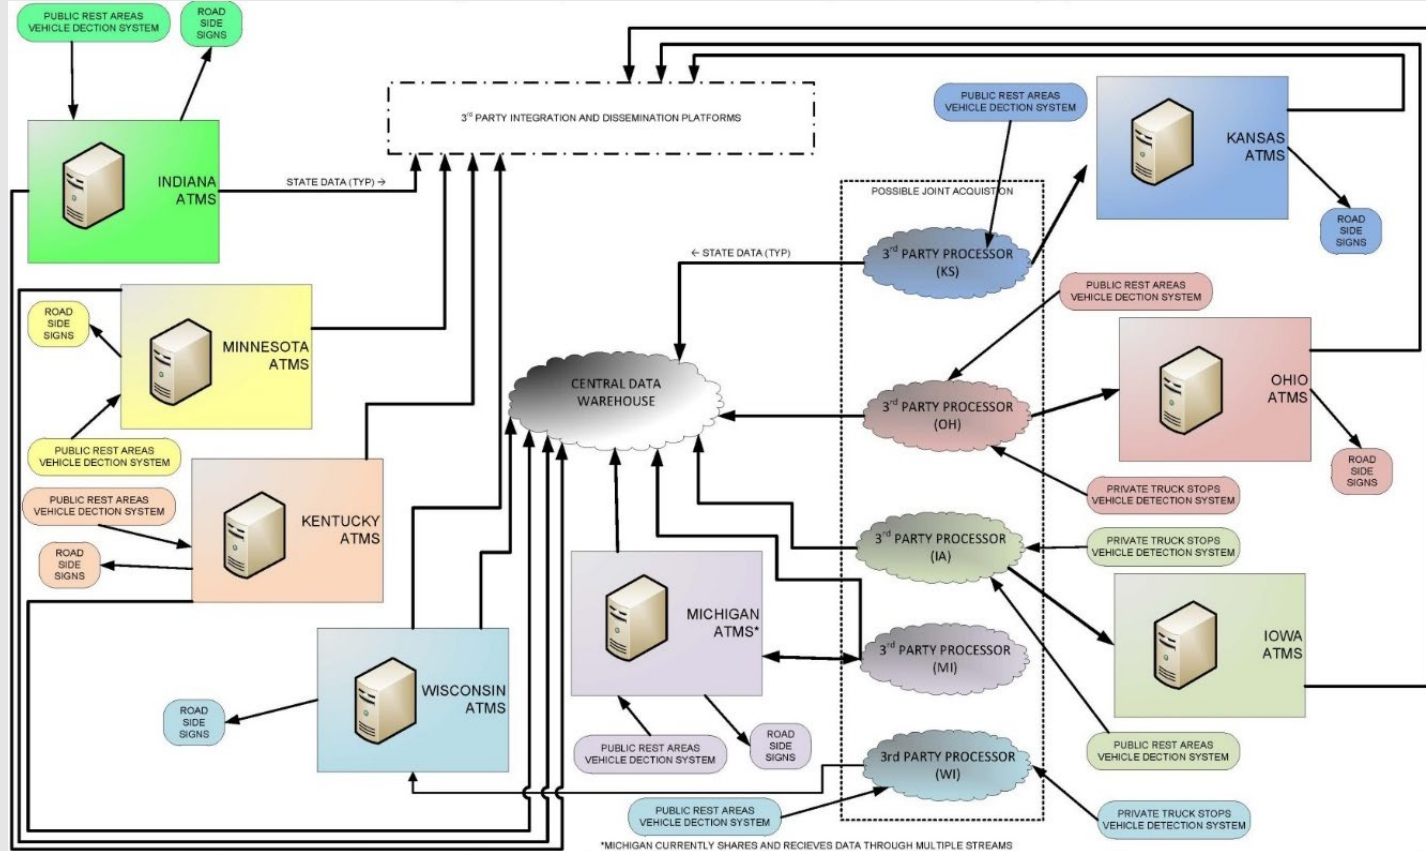 PUBLIC REST AREAS
VEHICLE DECTION SYSTEM
ROAD
SIDE
SIGNS
INDIANA
ATMS
STATE DATA (TYP) →
3rd PARTY INTEGRATION AND DISSEMINATION PLATFORMS
PUBLIC REST AREAS
VEHICLE DECTION SYSTEM
KANSAS
ATMS
ROAD
SIDE
SIGNS
POSSIBLE JOINT ACQUISTION
3rd PARTY PROCESSOR
(KS)
← STATE DATA (TYP)
ROAD
SIDE
SIGNS
MINNESOTA
ATMS
PUBLIC REST AREAS
VEHICLE DECTION SYSTEM
PUBLIC REST AREAS
VEHICLE DECTION SYSTEM
CENTRAL DATA
WAREHOUSE
3rd PARTY PROCESSOR
(OH)
OHIO
ATMS
ROAD
SIDE
SIGNS
PRIVATE TRUCK STOPS
VEHICLE DETECTION SYSTEM
PUBLIC REST AREAS
VEHICLE DECTION SYSTEM
KENTUCKY
ATMS
ROAD
SIDE
SIGNS
3rd PARTY PROCESSOR
(IA)
PRIVATE TRUCK STOPS
VEHICLE DETECTION SYSTEM
IOWA
ATMS
MICHIGAN
ATMS*
3rd PARTY PROCESSOR
(MI)
WISCONSIN
ATMS
ROAD
SIDE
SIGNS
PUBLIC REST AREAS
VEHICLE DECTION SYSTEM
ROAD
SIDE
SIGNS
3rd PARTY PROCESSOR
(WI)
PUBLIC REST AREAS
VEHICLE DECTION SYSTEM
PUBLIC REST AREAS
VEHICLE DECTION SYSTEM
PRIVATE TRUCK STOPS
VEHICLE DETECTION SYSTEM
*MICHIGAN CURRENTLY SHARES AND RECIEVES DATA THROUGH MULTIPLE STREAMS